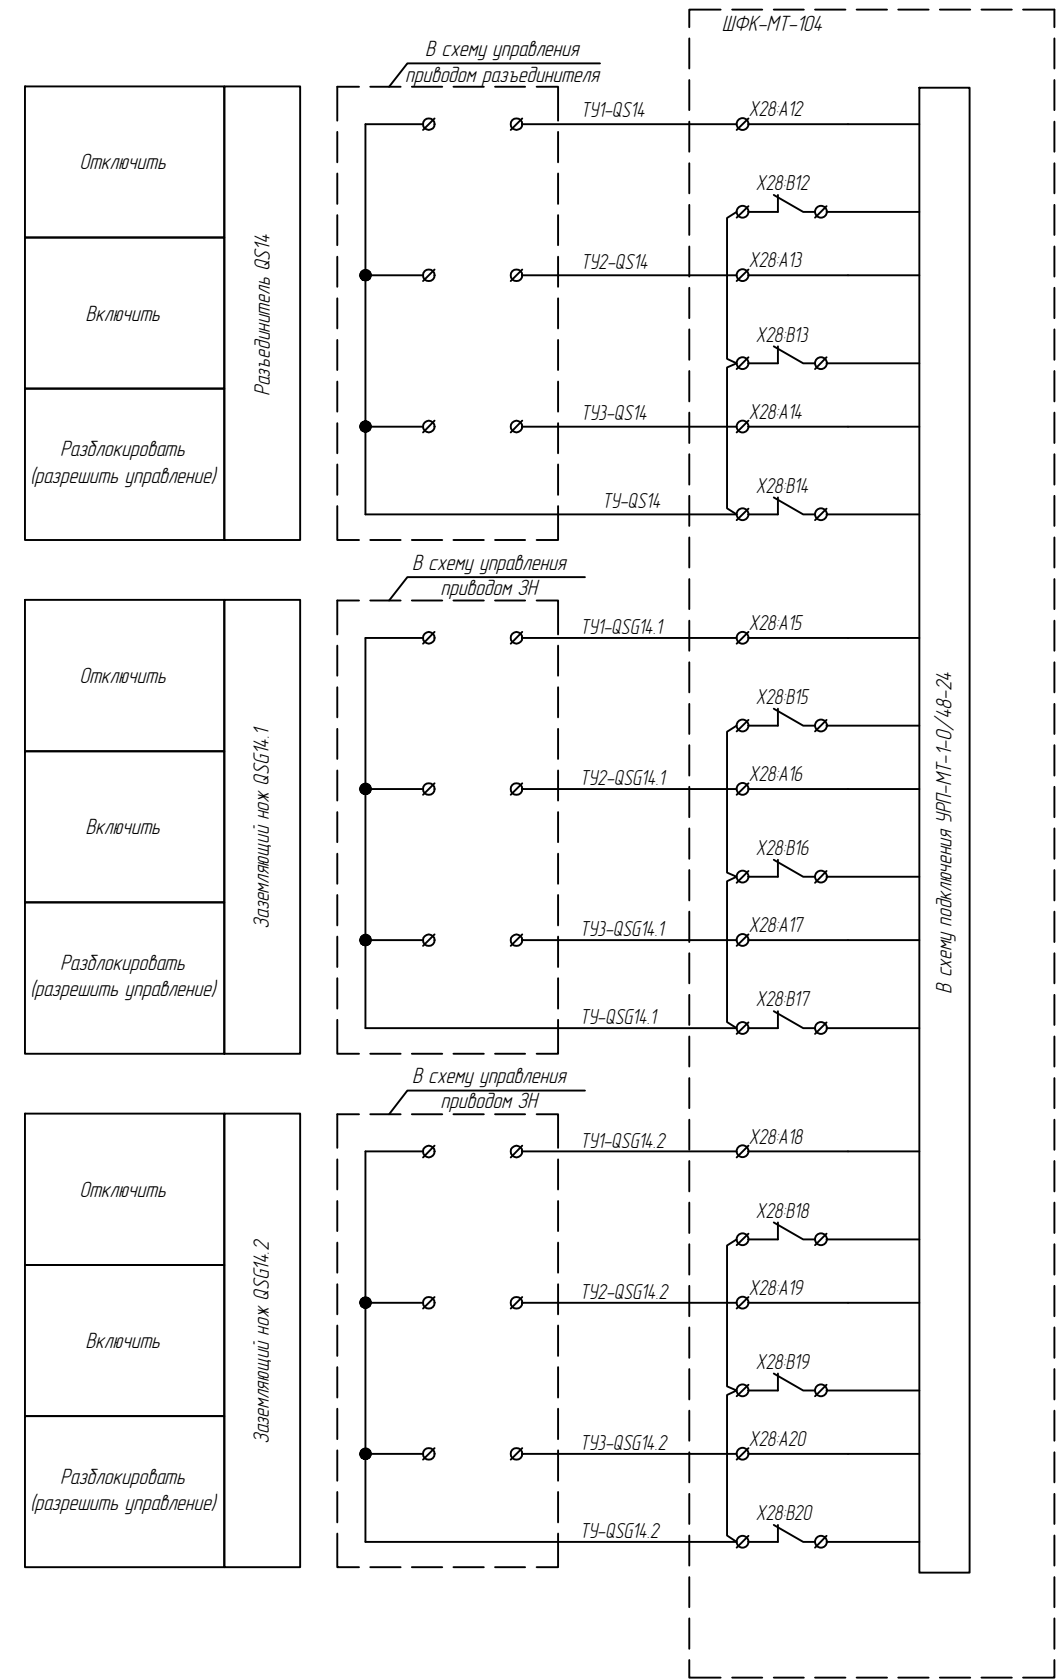 ШФК-МТ-104
В схему управления
приводом разъединителя
Отключить
Включить
Разблокировать
(разрешить управление)
Разъединитель QS14
ТУ1-QS14
X28:A12
X28:B12
ТУ2-QS14
X28:A13
X28:B13
ТУ3-QS14
X28:A14
ТУ-QS14
X28:B14
В схему управления
приводом ЗН
Отключить
Включить
Разблокировать
(разрешить управление)
Заземляющий нож QSG14.1
ТУ1-QSG14.1
X28:A15
X28:B15
ТУ2-QSG14.1
X28:A16
X28:B16
ТУ3-QSG14.1
X28:A17
ТУ-QSG14.1
X28:B17
В схему управления
приводом ЗН
Отключить
Включить
Разблокировать
(разрешить управление)
Заземляющий нож QSG14.2
ТУ1-QSG14.2
X28:A18
X28:B18
ТУ2-QSG14.2
X28:A19
X28:B19
ТУ3-QSG14.2
X28:A20
ТУ-QSG14.2
X28:B20
В схему подключения УРП-МТ-1-0/48-24